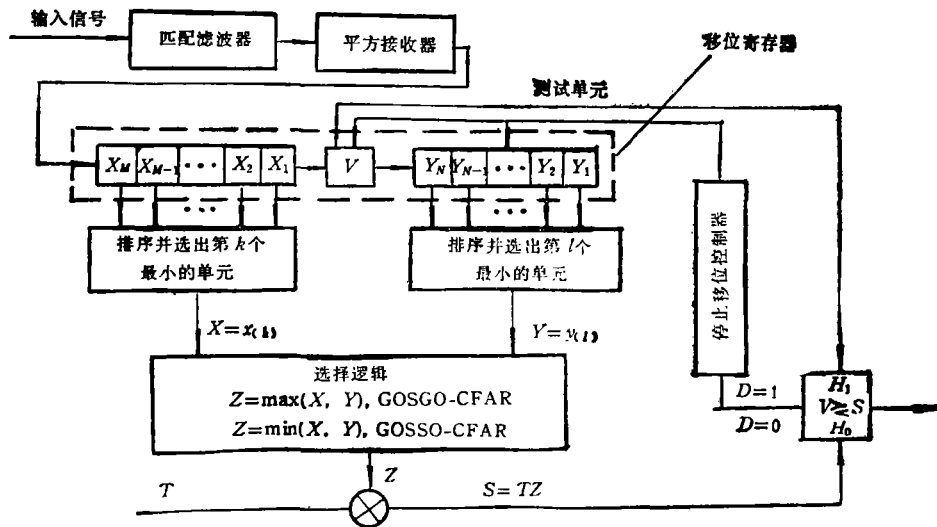 输入信号
匹配滤波器
平方接收器
移位寄存器
测试单元
X_M X_{M-1} ··· X_2 X_1
V
Y_N Y_{N-1} ··· Y_2 Y_1
···
···
排序并选出第 k个
最小的单元
排序并选出第 l个
最小的单元
停止移位控制器
X=x_{(k)}
Y=y_{(l)}
选择逻辑
Z=max(X, Y), GOSGO-CFAR
Z=min(X, Y), GOSSO-CFAR
D=1
D=0
H_1
V≷S
H_0
T
Z
S=TZ